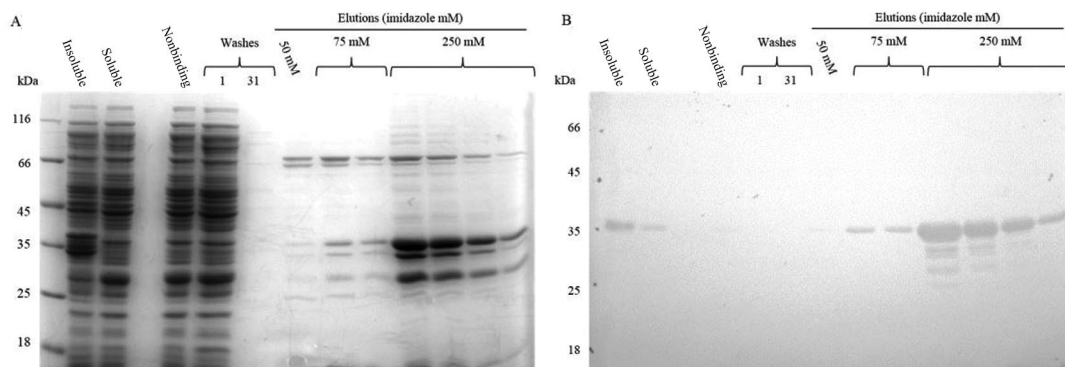 A
Insoluble
Soluble
Nonbinding
Washes
1 31
Elutions (imidazole mM)
50 mM
75 mM
250 mM
kDa
116
66
45
35
25
18
B
Insoluble
Soluble
Nonbinding
Washes
1 31
Elutions (imidazole mM)
50 mM
75 mM
250 mM
kDa
66
45
35
25
18